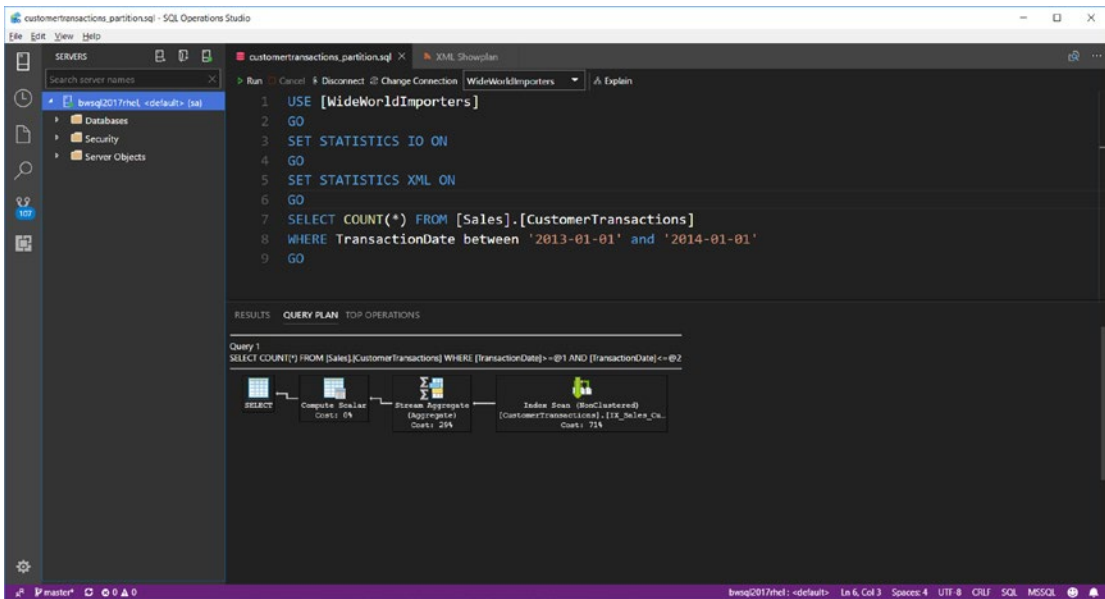 customertransactions_partition.sql - SQL Operations Studio
File Edit View Help
SERVERS
Search server names
bwsql2017rhel, <default> (sa)
Databases
Security
Server Objects
107
customertransactions_partition.sql
XML Showplan
Run Cancel Disconnect Change Connection WideWorldImporters Explain
1 USE [WideWorldImporters]
2 GO
3 SET STATISTICS IO ON
4 GO
5 SET STATISTICS XML ON
6 GO
7 SELECT COUNT(*) FROM [Sales].[CustomerTransactions]
8 WHERE TransactionDate between '2013-01-01' and '2014-01-01'
9 GO
RESULTS QUERY PLAN TOP OPERATIONS
Query 1
SELECT COUNT(*) FROM [Sales].[CustomerTransactions] WHERE [TransactionDate]>=@1 AND [TransactionDate]<=@2
SELECT
Compute Scalar
Cost: 0%
Stream Aggregate
(Aggregate)
Cost: 29%
Index Scan (NonClustered)
[CustomerTransactions].[IX_Sales_Cu…
Cost: 71%
master* 0 0 bwsql2017rhel : <default> Ln 6, Col 3 Spaces: 4 UTF-8 CRLF SQL MSSQL